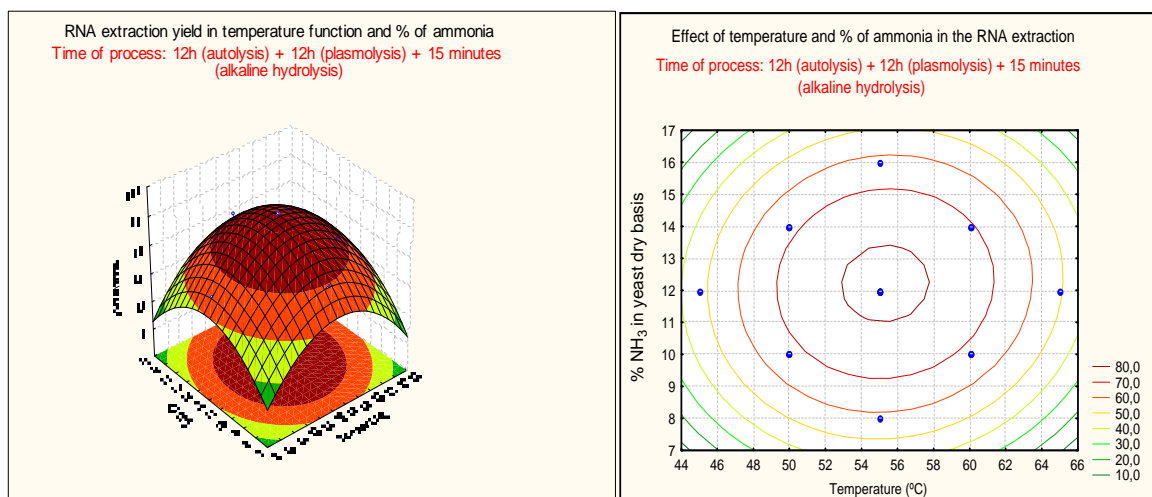 RNA extraction yield in temperature function and % of ammonia
Time of process: 12h (autolysis) + 12h (plasmolysis) + 15 minutes
(alkaline hydrolysis)
Effect of temperature and % of ammonia in the RNA extraction
Time of process: 12h (autolysis) + 12h (plasmolysis) + 15 minutes
(alkaline hydrolysis)
% NH3 in yeast dry basis
17
16
15
14
13
12
11
10
9
8
7
44 46 48 50 52 54 56 58 60 62 64 66
Temperature (ºC)
80,0
70,0
60,0
50,0
40,0
30,0
20,0
10,0